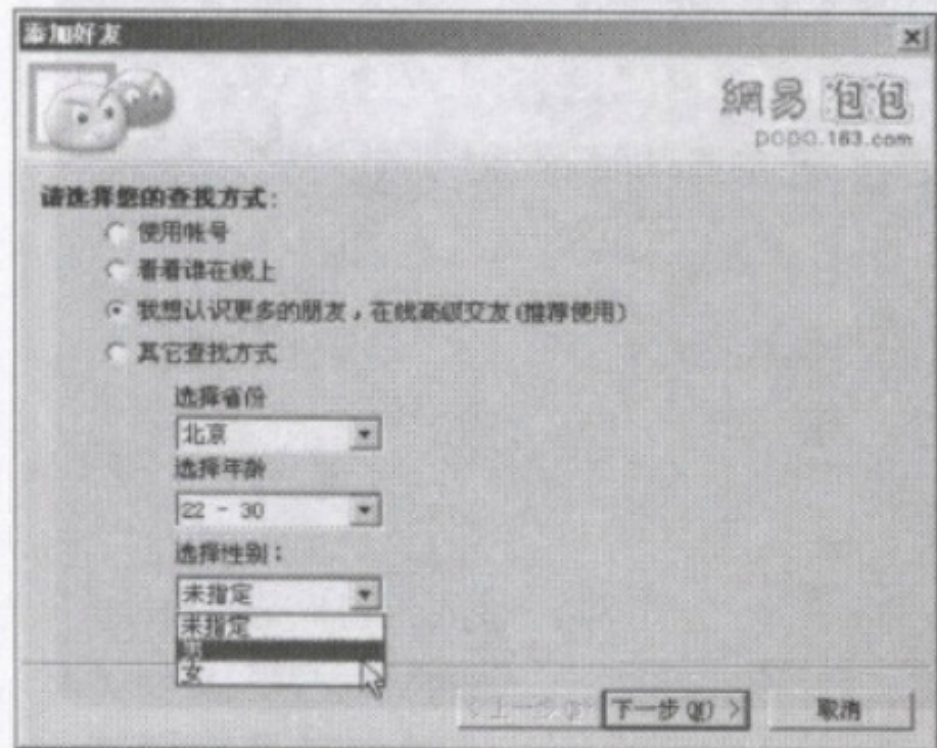 添加好友
網易 泡泡
popo.163.com
请选择您的查找方式:
使用帐号
看看谁在线上
我想认识更多的朋友，在线高级交友(推荐使用)
其它查找方式
选择省份
北京
选择年龄
22 - 30
选择性别：
未指定
未指定
男
女
下一步(N) > 取消